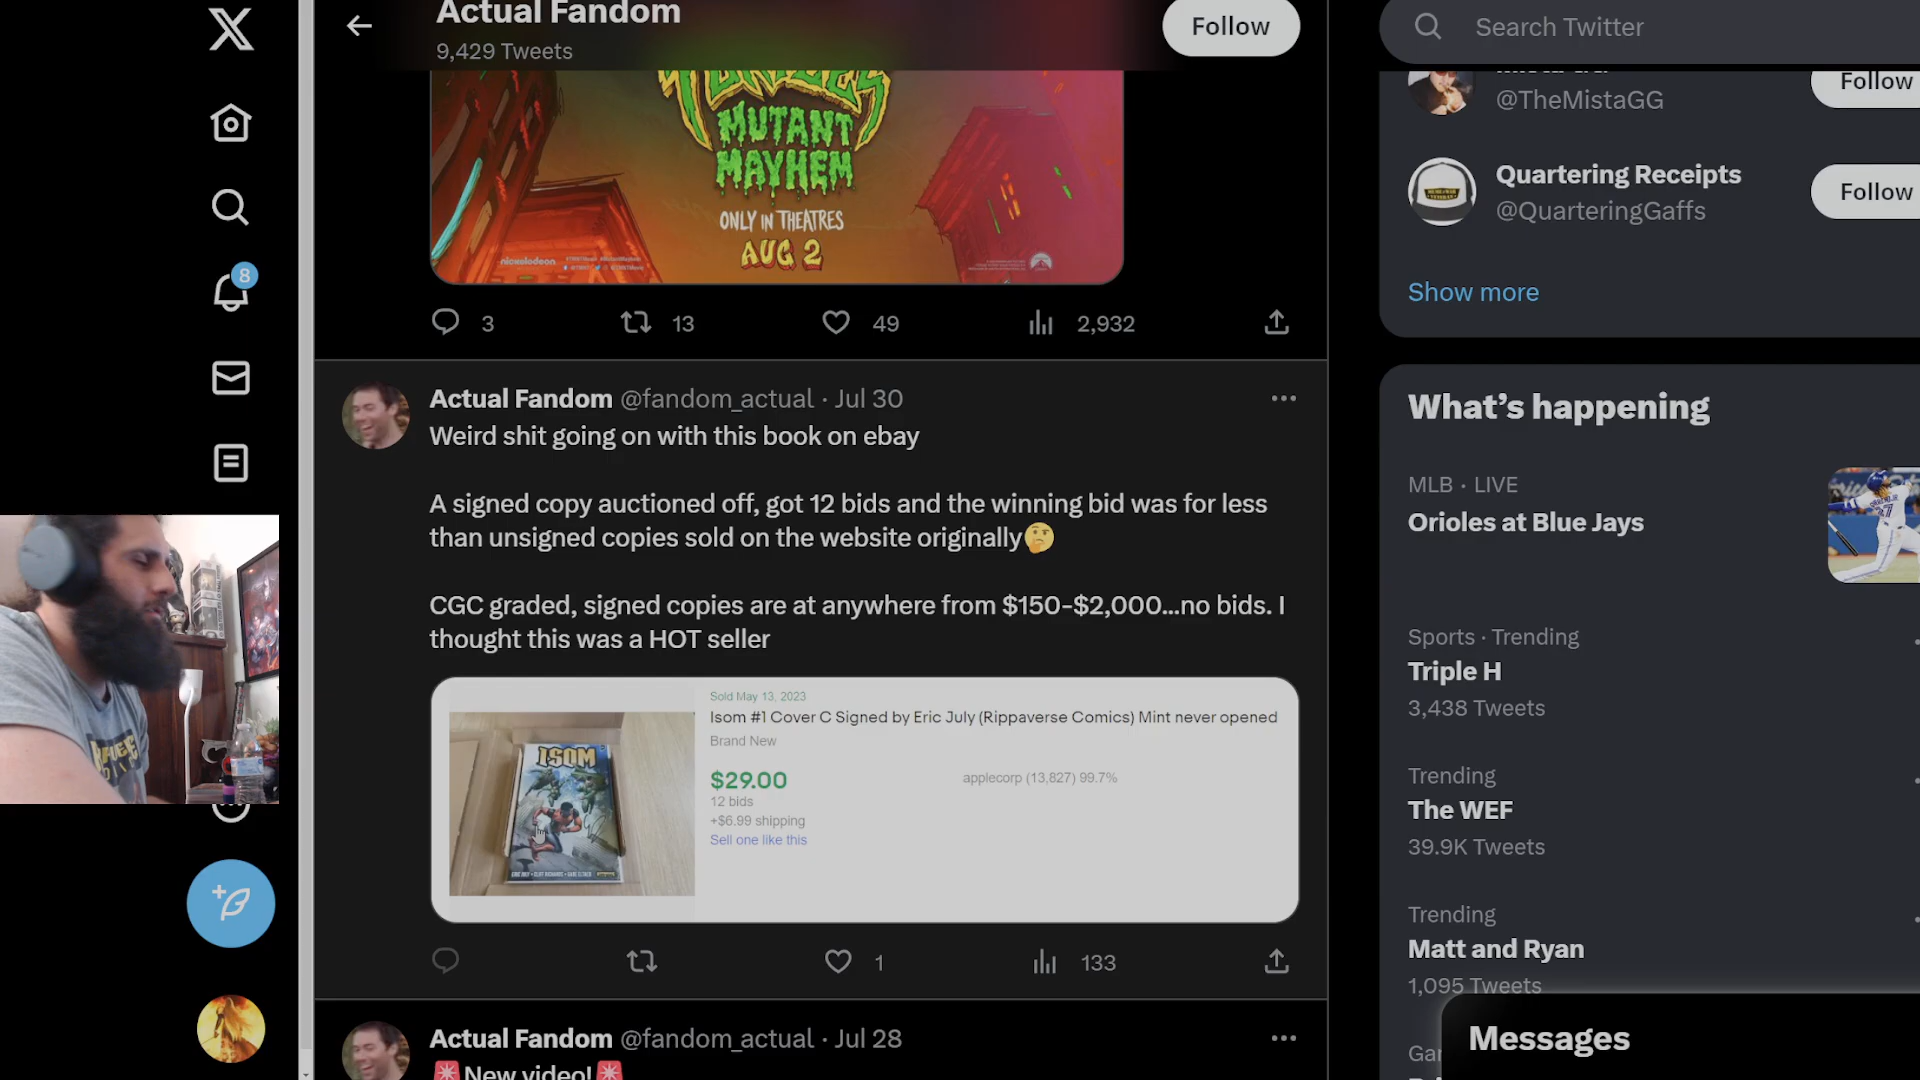 Actual Fandom
9,429 Tweets
Follow
Search Twitter
TURTLES
MUTANT
MAYHEM
ONLY IN THEATRES
AUG 2
nickelodeon
3
13
49
2,932
@TheMistaGG
Follow
Quartering Receipts
@QuarteringGaffs
Follow
Show more
8
Actual Fandom @fandom_actual · Jul 30
Weird shit going on with this book on ebay
A signed copy auctioned off, got 12 bids and the winning bid was for less
than unsigned copies sold on the website originally🤔
CGC graded, signed copies are at anywhere from $150-$2,000...no bids. I
thought this was a HOT seller
Sold May 13, 2023
Isom #1 Cover C Signed by Eric July (Rippaverse Comics) Mint never opened
Brand New
$29.00
12 bids
+$6.99 shipping
Sell one like this
applecorp (13,827) 99.7%
ISOM
1
133
Actual Fandom @fandom_actual · Jul 28
🚨New video!🚨
What's happening
MLB · LIVE
Orioles at Blue Jays
Sports · Trending
Triple H
3,438 Tweets
Trending
The WEF
39.9K Tweets
Trending
Matt and Ryan
1,095 Tweets
Messages